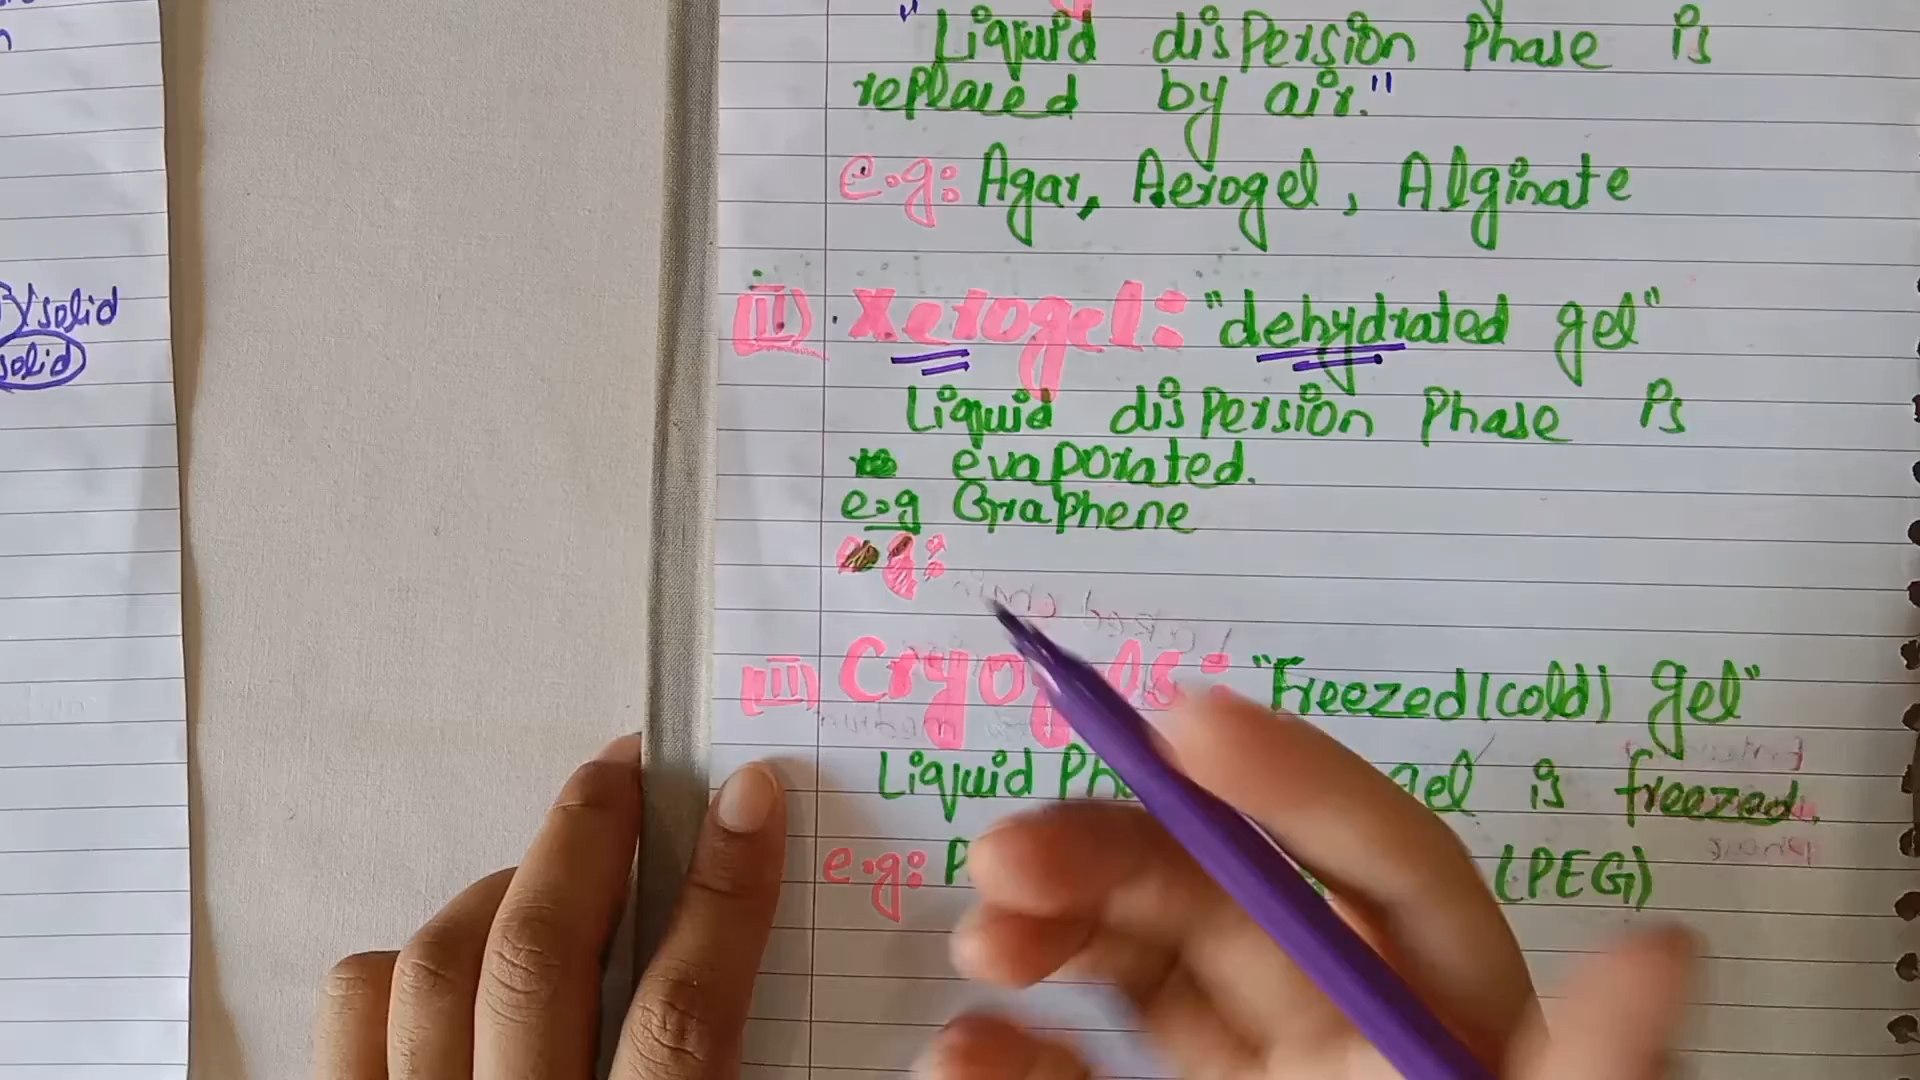 "Liquid dispersion Phase is
replaced by air."
e.g: Agar, Aerogel, Alginate
(II) Xerogel: "dehydrated gel"
Liquid dispersion Phase is
evaporated.
e.g Graphene
solid
solid
(III) "Freezed(cold) gel"
Liquid gel is freezed.
e.g: (PEG)